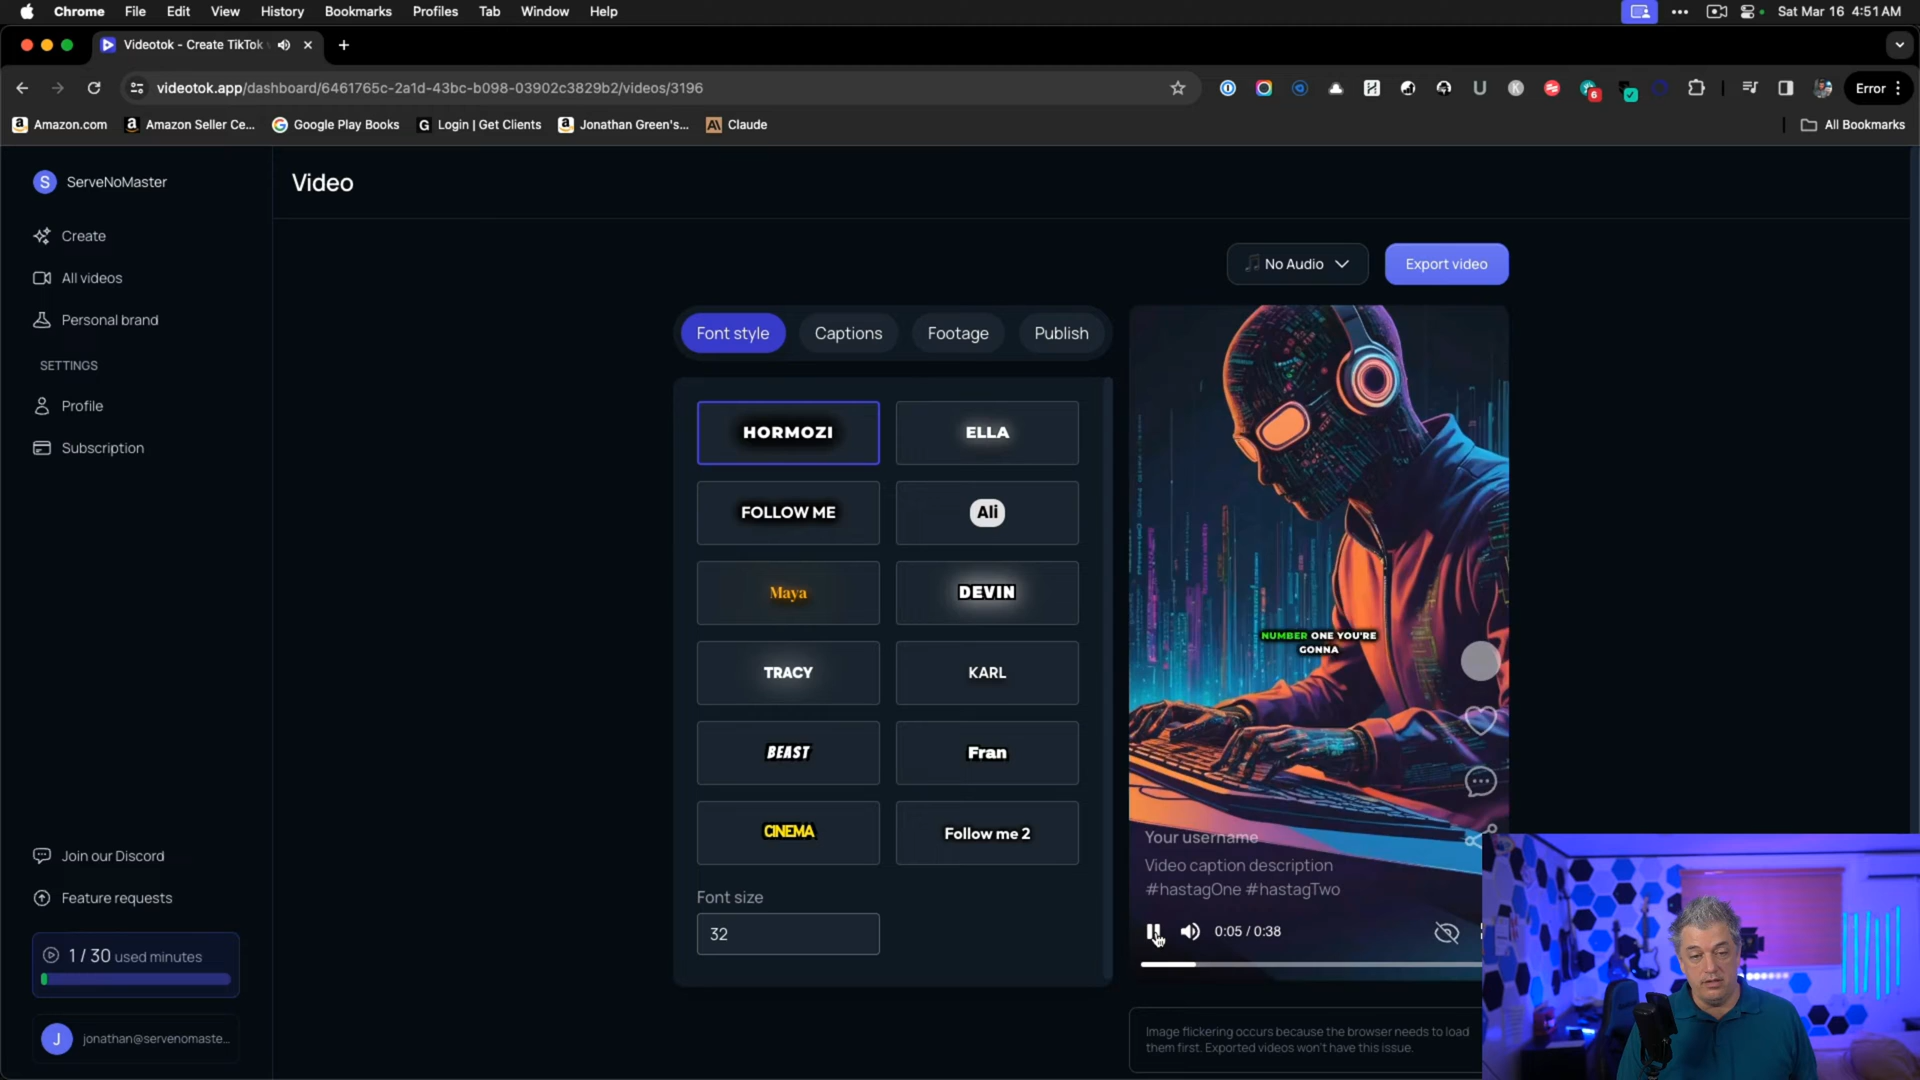 Chrome File Edit View History Bookmarks Profiles Tab Window Help
Sat Mar 16 4:51 AM
Videotok - Create TikTok
videotok.app/dashboard/6461765c-2a1d-43bc-b098-03902c3829b2/videos/3196
U
K
6
Error
Amazon.com
Amazon Seller Ce...
Google Play Books
G Login | Get Clients
Jonathan Green's...
Claude
All Bookmarks
S ServeNoMaster
Video
Create
All videos
Personal brand
SETTINGS
Profile
Subscription
No Audio
Export video
Font style
Captions
Footage
Publish
HORMOZI
ELLA
FOLLOW ME
Ali
Maya
DEVIN
TRACY
KARL
BEAST
Fran
CINEMA
Follow me 2
Font size
32
NUMBER ONE YOU'RE
GONNA
Your username
Video caption description
#hastagOne #hastagTwo
0:05 / 0:38
Image flickering occurs because the browser needs to load
them first. Exported videos won't have this issue.
Join our Discord
Feature requests
1 / 30 used minutes
J jonathan@servenomaste...